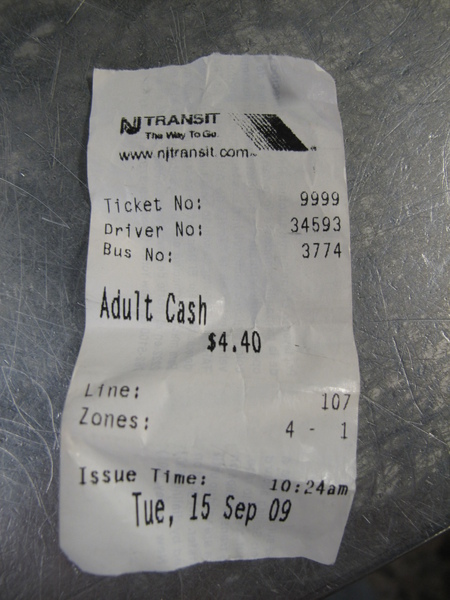 NJ TRANSIT
The Way To Go.
www.njtransit.com
Ticket No: 9999
Driver No: 34593
Bus No: 3774
Adult Cash
$4.40
Line: 107
Zones: 4 - 1
Issue Time: 10:24am
Tue, 15 Sep 09